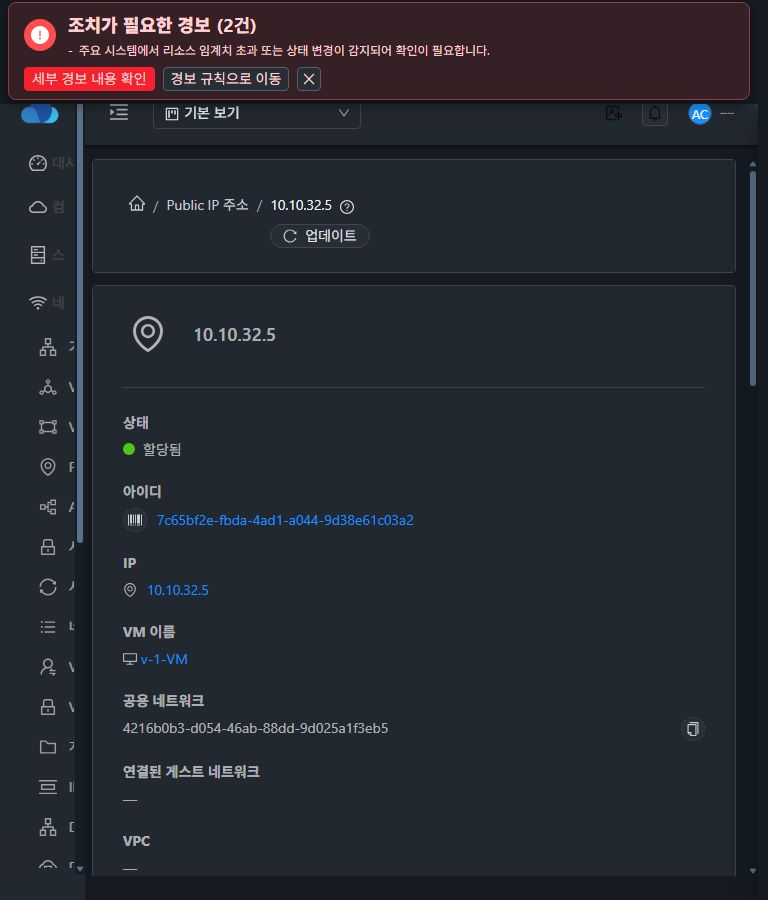 조치가 필요한 경보 (2건)
- 주요 시스템에서 리소스 임계치 초과 또는 상태 변경이 감지되어 확인이 필요합니다.
세부 경보 내용 확인 경보 규칙으로 이동
기본 보기
AC
/ Public IP 주소 / 10.10.32.5
업데이트
10.10.32.5
상태
할당됨
아이디
7c65bf2e-fbda-4ad1-a044-9d38e61c03a2
IP
10.10.32.5
VM 이름
v-1-VM
공용 네트워크
4216b0b3-d054-46ab-88dd-9d025a1f3eb5
연결된 게스트 네트워크
—
VPC
—